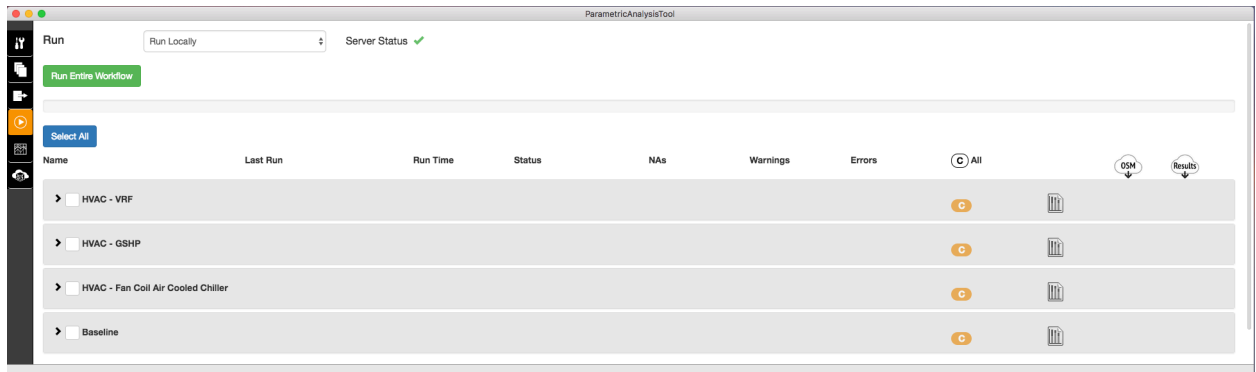 ParametricAnalysisTool
Run Run Locally Server Status
Run Entire Workflow
Select All
Name Last Run Run Time Status NAs Warnings Errors C All OSM Results
HVAC - VRF C
HVAC - GSHP C
HVAC - Fan Coil Air Cooled Chiller C
Baseline C